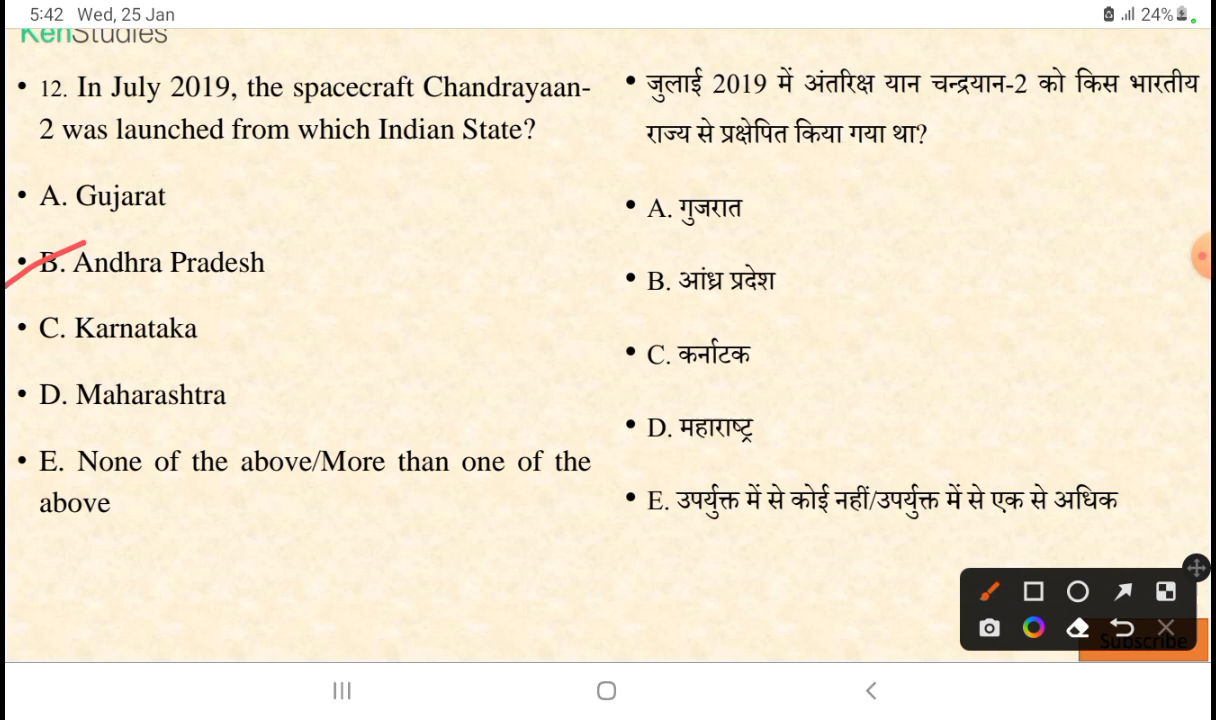 5:42 Wed, 25 Jan
24%
KenStudies
• 12. In July 2019, the spacecraft Chandrayaan-
2 was launched from which Indian State?
• A. Gujarat
• B. Andhra Pradesh
• C. Karnataka
• D. Maharashtra
• E. None of the above/More than one of the
above
• जुलाई 2019 में अंतरिक्ष यान चन्द्रयान-2 को किस भारतीय
राज्य से प्रक्षेपित किया गया था?
• A. गुजरात
• B. आंध्र प्रदेश
• C. कर्नाटक
• D. महाराष्ट्र
• E. उपर्युक्त में से कोई नहीं/उपर्युक्त में से एक से अधिक
Subscribe